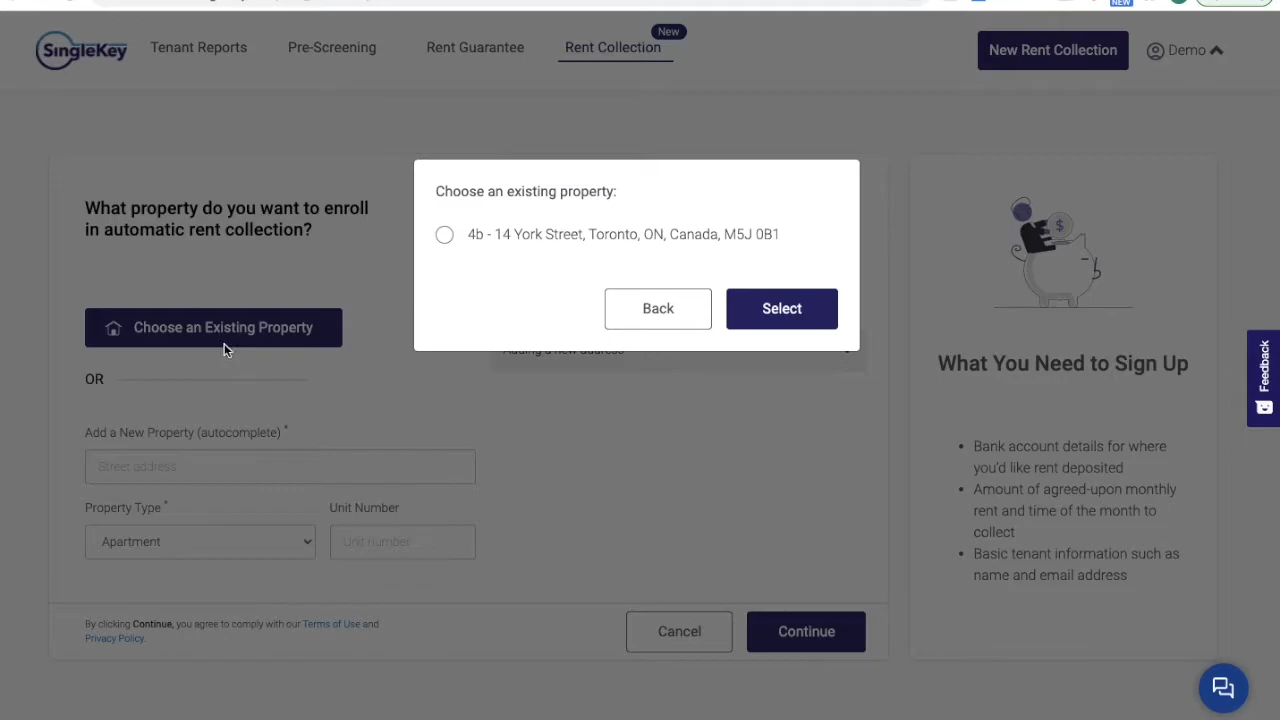 NEW
SingleKey
Tenant Reports
Pre-Screening
Rent Guarantee
Rent Collection
New
New Rent Collection
Demo
What property do you want to enroll
in automatic rent collection?
Choose an Existing Property
OR
Add a New Property (autocomplete) *
Street address
Property Type *
Unit Number
Apartment
Unit number
By clicking Continue, you agree to comply with our Terms of Use and
Privacy Policy.
Cancel
Continue
Choose an existing property:
4b - 14 York Street, Toronto, ON, Canada, M5J 0B1
Back
Select
Adding a new address
$
What You Need to Sign Up
• Bank account details for where
you'd like rent deposited
• Amount of agreed-upon monthly
rent and time of the month to
collect
• Basic tenant information such as
name and email address
Feedback